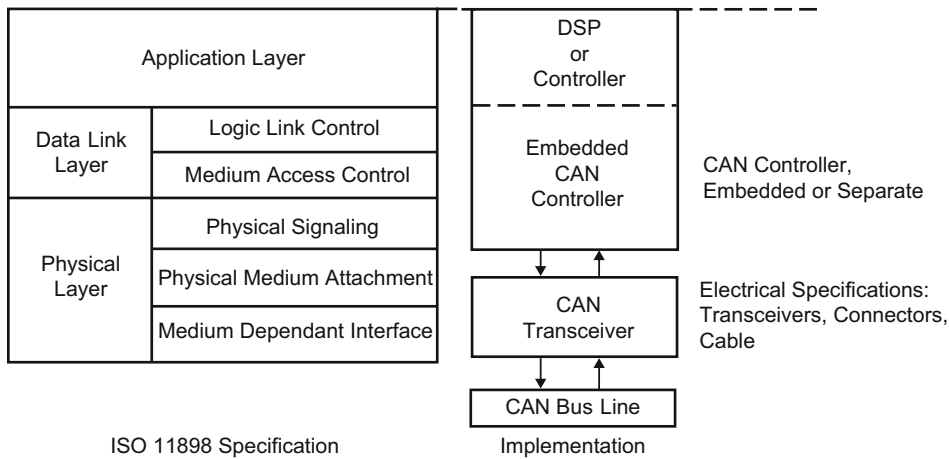 Application Layer
Data Link
Layer
Logic Link Control
Medium Access Control
Physical
Layer
Physical Signaling
Physical Medium Attachment
Medium Dependant Interface
ISO 11898 Specification
DSP
or
Controller
Embedded
CAN
Controller
CAN
Transceiver
CAN Bus Line
Implementation
CAN Controller,
Embedded or Separate
Electrical Specifications:
Transceivers, Connectors,
Cable